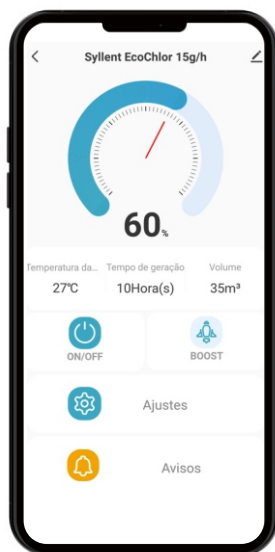 Syllent EcoChlor 15g/h
60%
Temperatura da... Tempo de geração Volume
27°C 10Hora(s) 35m³
ON/OFF BOOST
Ajustes
Avisos